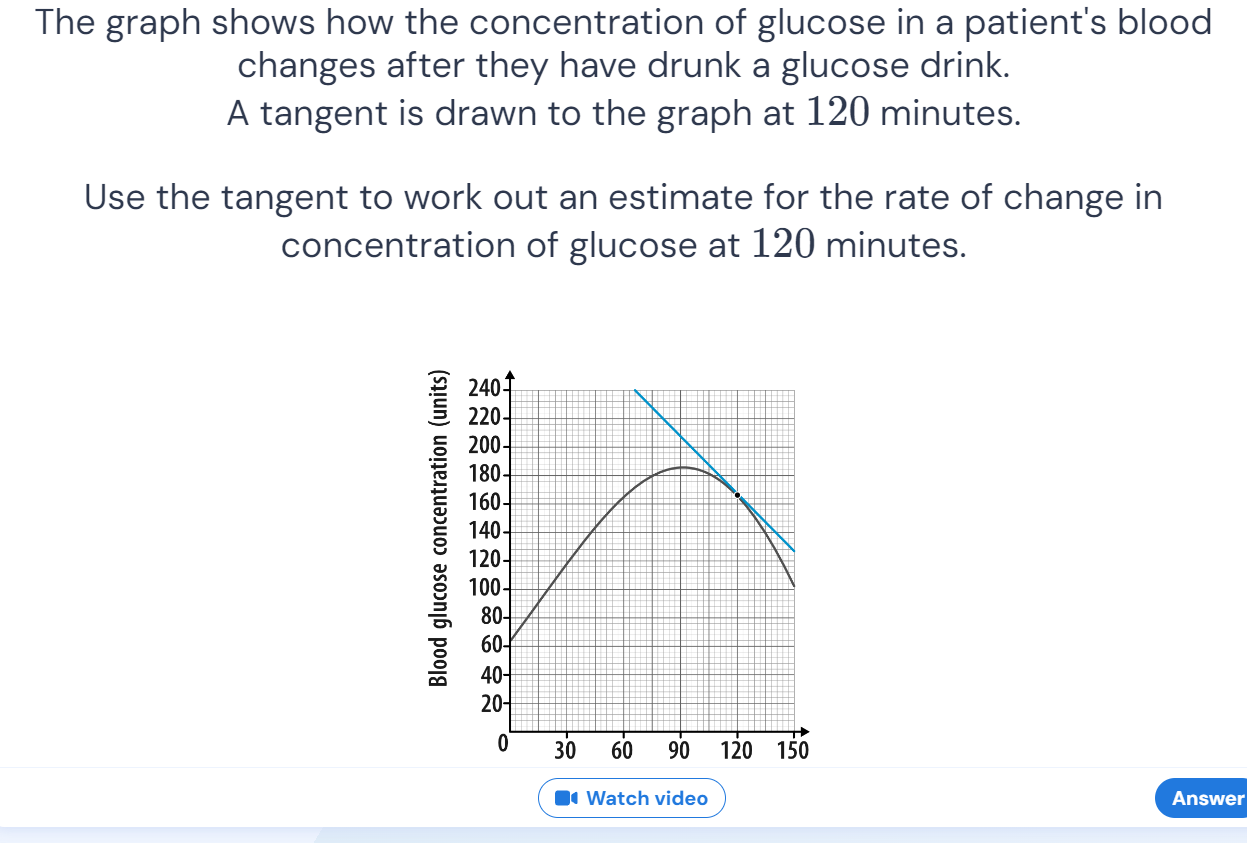 The graph shows how the concentration of glucose in a patient's blood
changes after they have drunk a glucose drink.
A tangent is drawn to the graph at 120 minutes.
Use the tangent to work out an estimate for the rate of change in
concentration of glucose at 120 minutes.
Blood glucose concentration (units)
240
220
200
180
160
140
120
100
80
60
40
20
0
30 60 90 120 150
Watch video
Answer